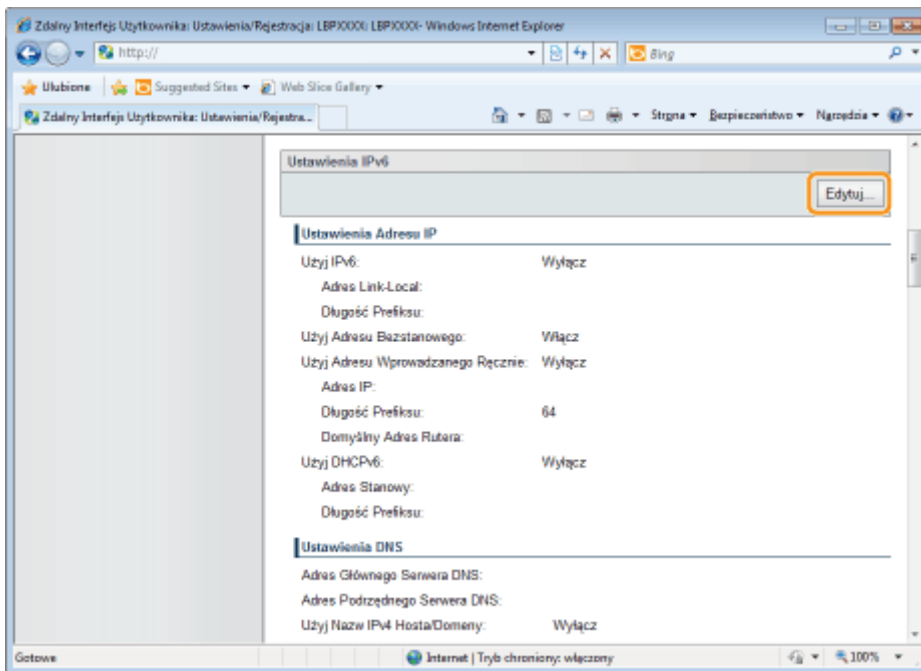 Zdalny Interfejs Użytkownika: Ustawienia/Rejestracja: LBPXXXX: LBPXXXX- Windows Internet Explorer
http://
Bing
Ulubione Suggested Sites Web Slice Gallery
Zdalny Interfejs Użytkownika: Ustawienia/Rejestra...
Strona Bezpieczeństwo Narzędzia
Ustawienia IPv6
Edytuj...
Ustawienia Adresu IP
Użyj IPv6: Wyłącz
Adres Link-Local:
Długość Prefiksu:
Użyj Adresu Bezstanowego: Włącz
Użyj Adresu Wprowadzanego Ręcznie: Wyłącz
Adres IP:
Długość Prefiksu: 64
Domyślny Adres Rutera:
Użyj DHCPv6: Wyłącz
Adres Stanowy:
Długość Prefiksu:
Ustawienia DNS
Adres Głównego Serwera DNS:
Adres Podrzędnego Serwera DNS:
Użyj Nazw IPv4 Hosta/Domeny: Wyłącz
Gotowe Internet | Tryb chroniony: włączony 100%